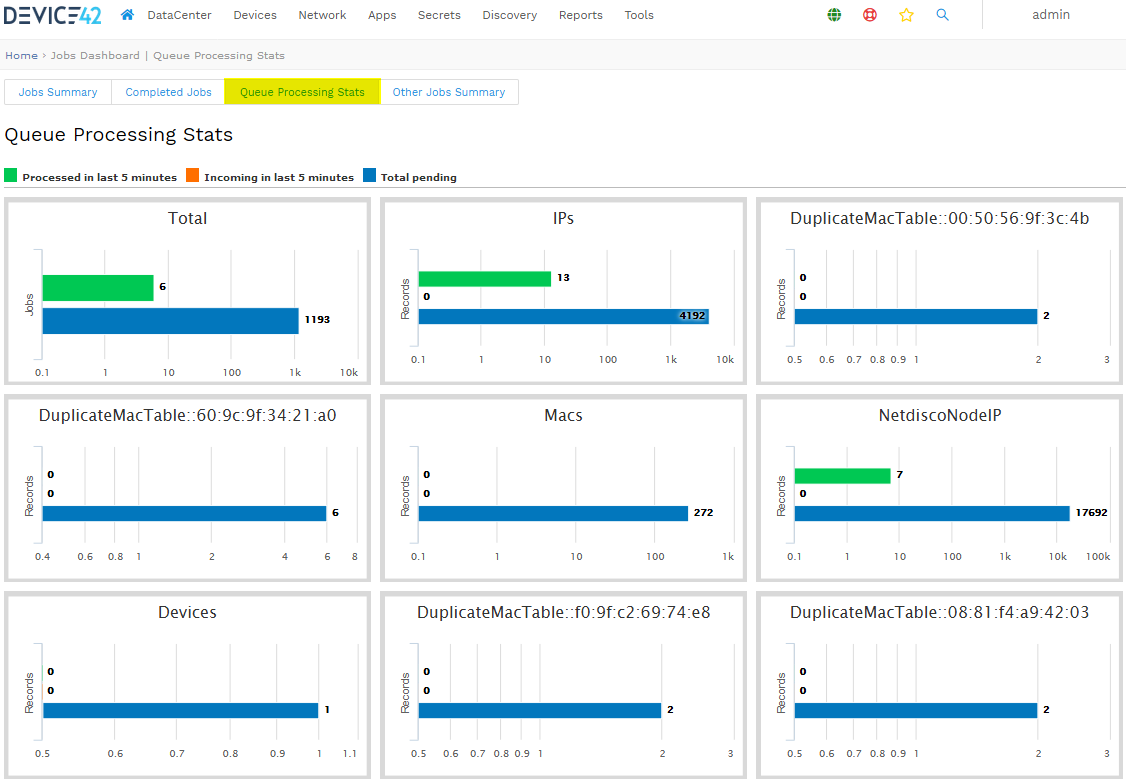 DEVICE42 DataCenter Devices Network Apps Secrets Discovery Reports Tools admin
Home › Jobs Dashboard | Queue Processing Stats
Jobs Summary Completed Jobs Queue Processing Stats Other Jobs Summary
Queue Processing Stats
Processed in last 5 minutes Incoming in last 5 minutes Total pending
Total
Jobs
6
1193
0.1 1 10 100 1k 10k
IPs
Records
13
0
4192
0.1 1 10 100 1k 10k
DuplicateMacTable::00:50:56:9f:3c:4b
Records
0
0
2
0.5 0.6 0.7 0.8 0.9 1 2 3
DuplicateMacTable::60:9c:9f:34:21:a0
Records
0
0
6
0.4 0.6 0.8 1 2 4 6 8
Macs
Records
0
0
272
0.1 1 10 100 1k
NetdiscoNodeIP
Records
7
0
17692
0.1 1 10 100 1k 10k 100k
Devices
Records
0
0
1
0.5 0.6 0.7 0.8 0.9 1 1.1
DuplicateMacTable::f0:9f:c2:69:74:e8
Records
0
0
2
0.5 0.6 0.7 0.8 0.9 1 2 3
DuplicateMacTable::08:81:f4:a9:42:03
Records
0
0
2
0.5 0.6 0.7 0.8 0.9 1 2 3